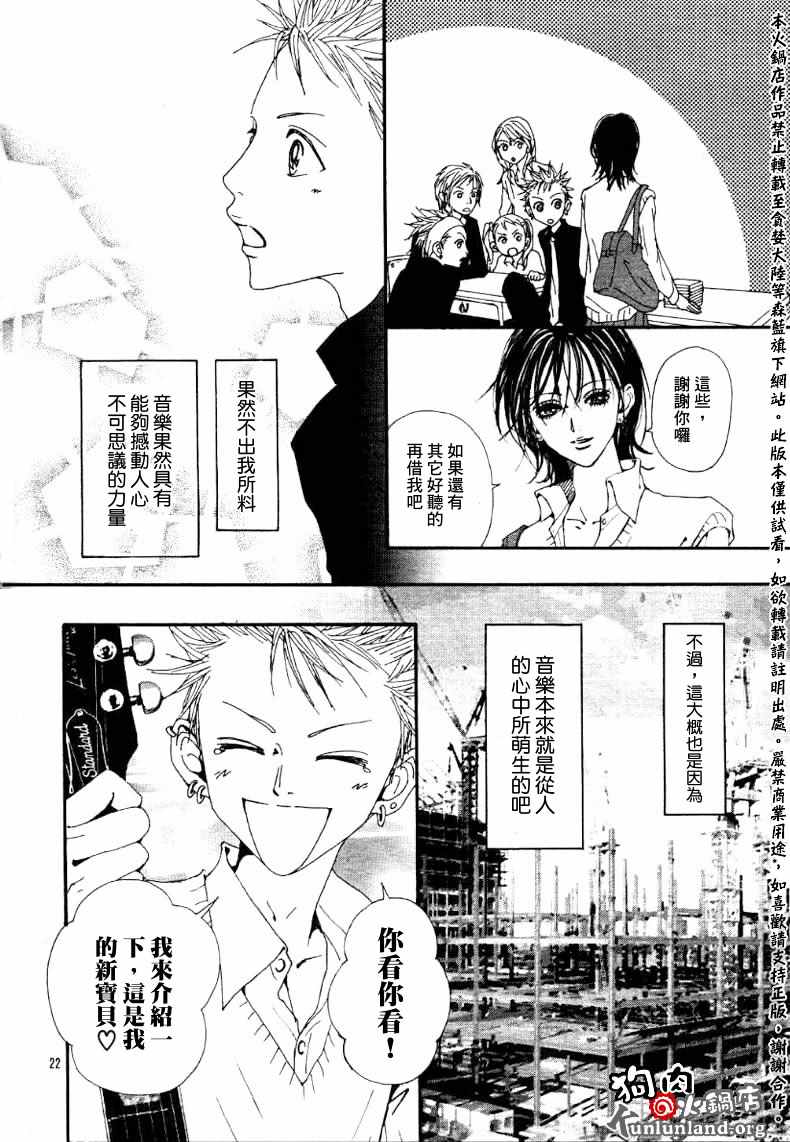 這些，
謝謝你囉
如果還有
其它好聽的
再借我吧
果然不出我所料
音樂果然具有
能夠撼動人心
不可思議的力量
不過，這大概也是因為
音樂本來就是從人
的心中所萌生的吧
Standard
你看你看！
我來介紹一
下，這是我
的新寶貝♡
22
本火鍋店作品禁止轉載至貪婪大陸等森藍旗下網站。此版本僅供試看，如欲轉載請註明出處。嚴禁商業用途，如喜歡請支持正版，謝謝合作。
狗肉
火鍋店
Kunlunland.org